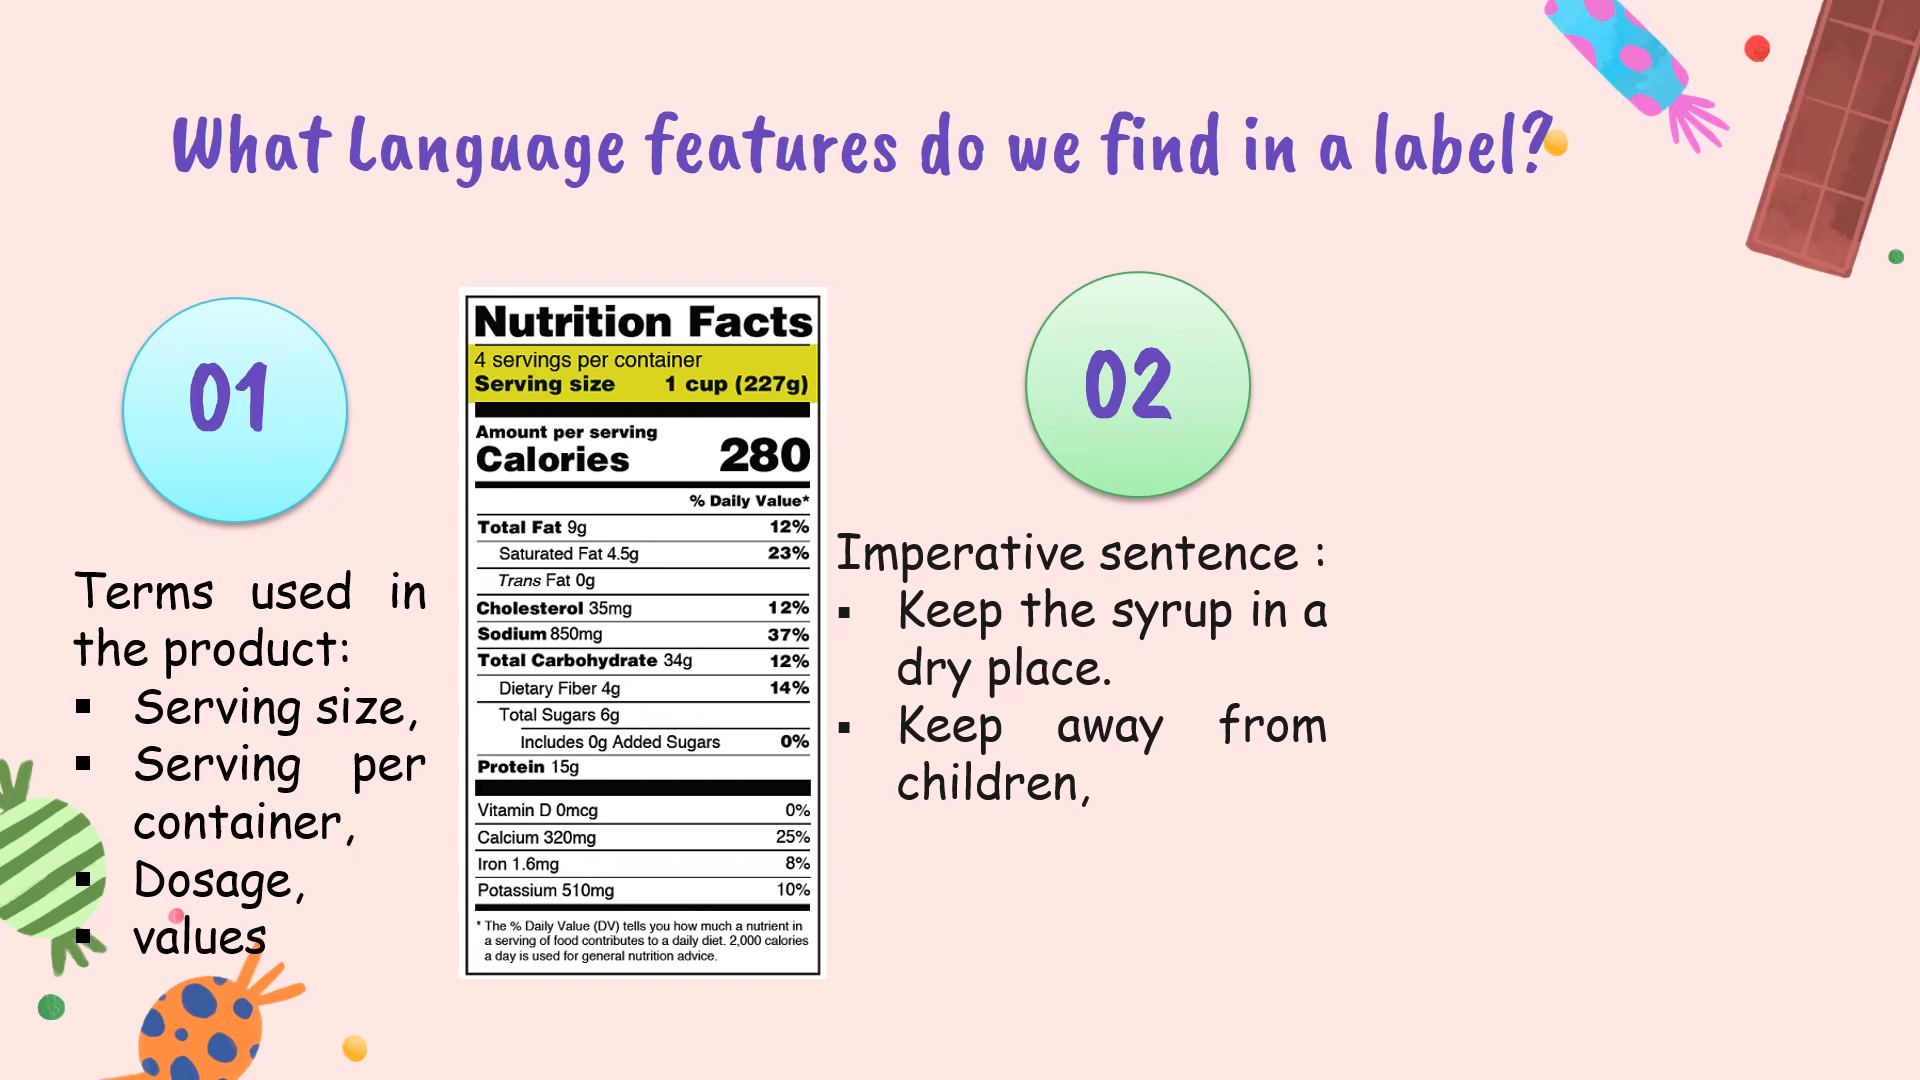 What Language features do we find in a label?
01
Terms used in
the product:
▪ Serving size,
▪ Serving per
container,
▪ Dosage,
▪ values
Nutrition Facts
4 servings per container
Serving size 1 cup (227g)
Amount per serving
Calories 280
% Daily Value*
Total Fat 9g 12%
Saturated Fat 4.5g 23%
Trans Fat 0g
Cholesterol 35mg 12%
Sodium 850mg 37%
Total Carbohydrate 34g 12%
Dietary Fiber 4g 14%
Total Sugars 6g
Includes 0g Added Sugars 0%
Protein 15g
Vitamin D 0mcg 0%
Calcium 320mg 25%
Iron 1.6mg 8%
Potassium 510mg 10%
* The % Daily Value (DV) tells you how much a nutrient in
a serving of food contributes to a daily diet. 2,000 calories
a day is used for general nutrition advice.
02
Imperative sentence :
▪ Keep the syrup in a
dry place.
▪ Keep away from
children,